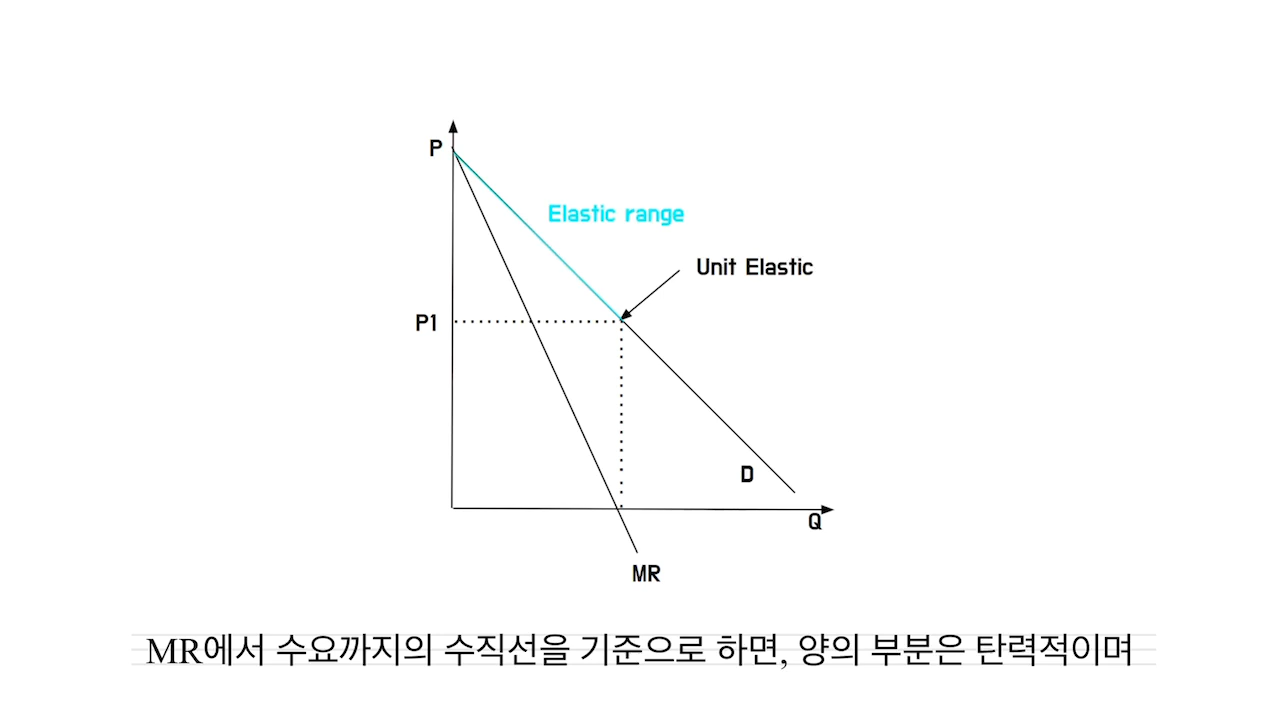 P
Elastic range
Unit Elastic
P1
D
Q
MR
MR에서 수요까지의 수직선을 기준으로 하면, 양의 부분은 탄력적이며